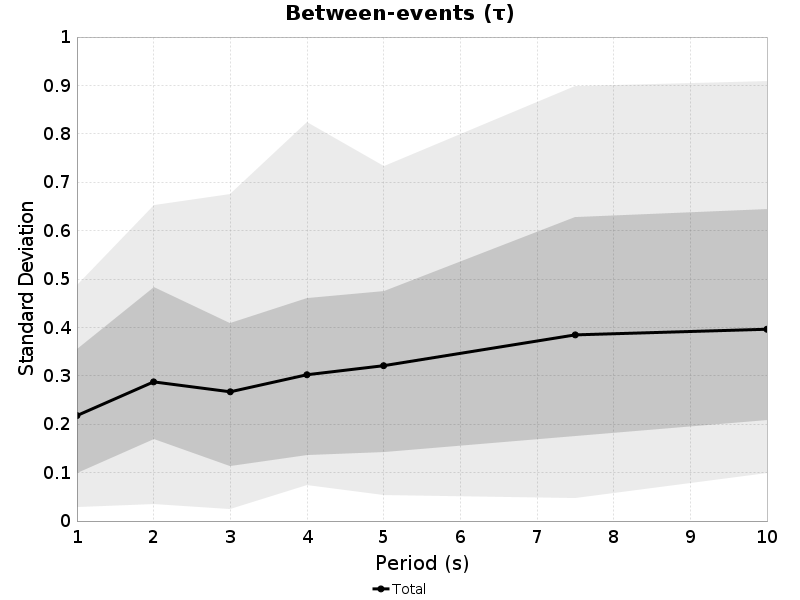 Between-events (τ)
1
0.9
0.8
0.7
0.6
0.5
0.4
0.3
0.2
0.1
0
Standard Deviation
1 2 3 4 5 6 7 8 9 10
Period (s)
Total